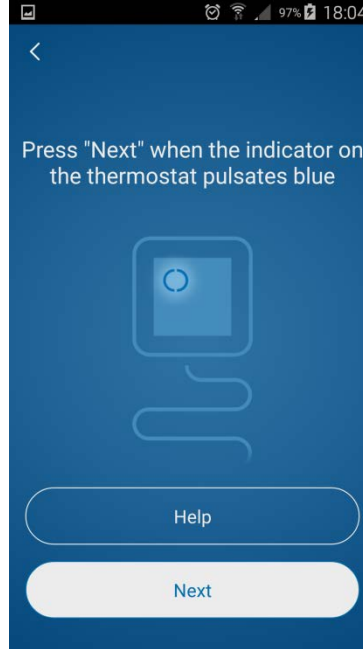 97% 18:04
Press "Next" when the indicator on
the thermostat pulsates blue
Help
Next